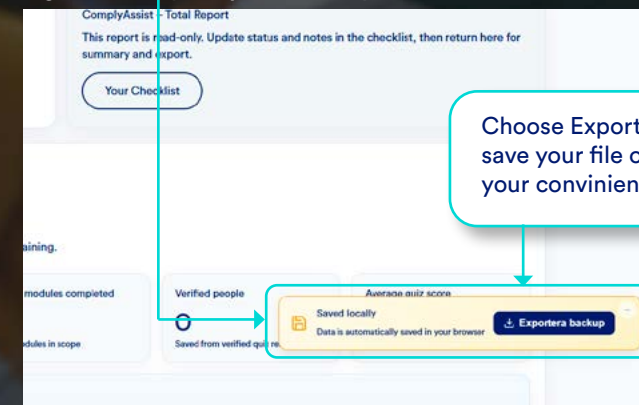 ComplyAssist – Total Report
This report is read-only. Update status and notes in the checklist, then return here for
summary and export.
Your Checklist
Choose Export
save your file
your convinien
aining.
modules completed
Verified people
Average quiz score
0
dules in scope
Saved from verified quiz re
Saved locally
Data is automatically saved in your browser
Exportera backup